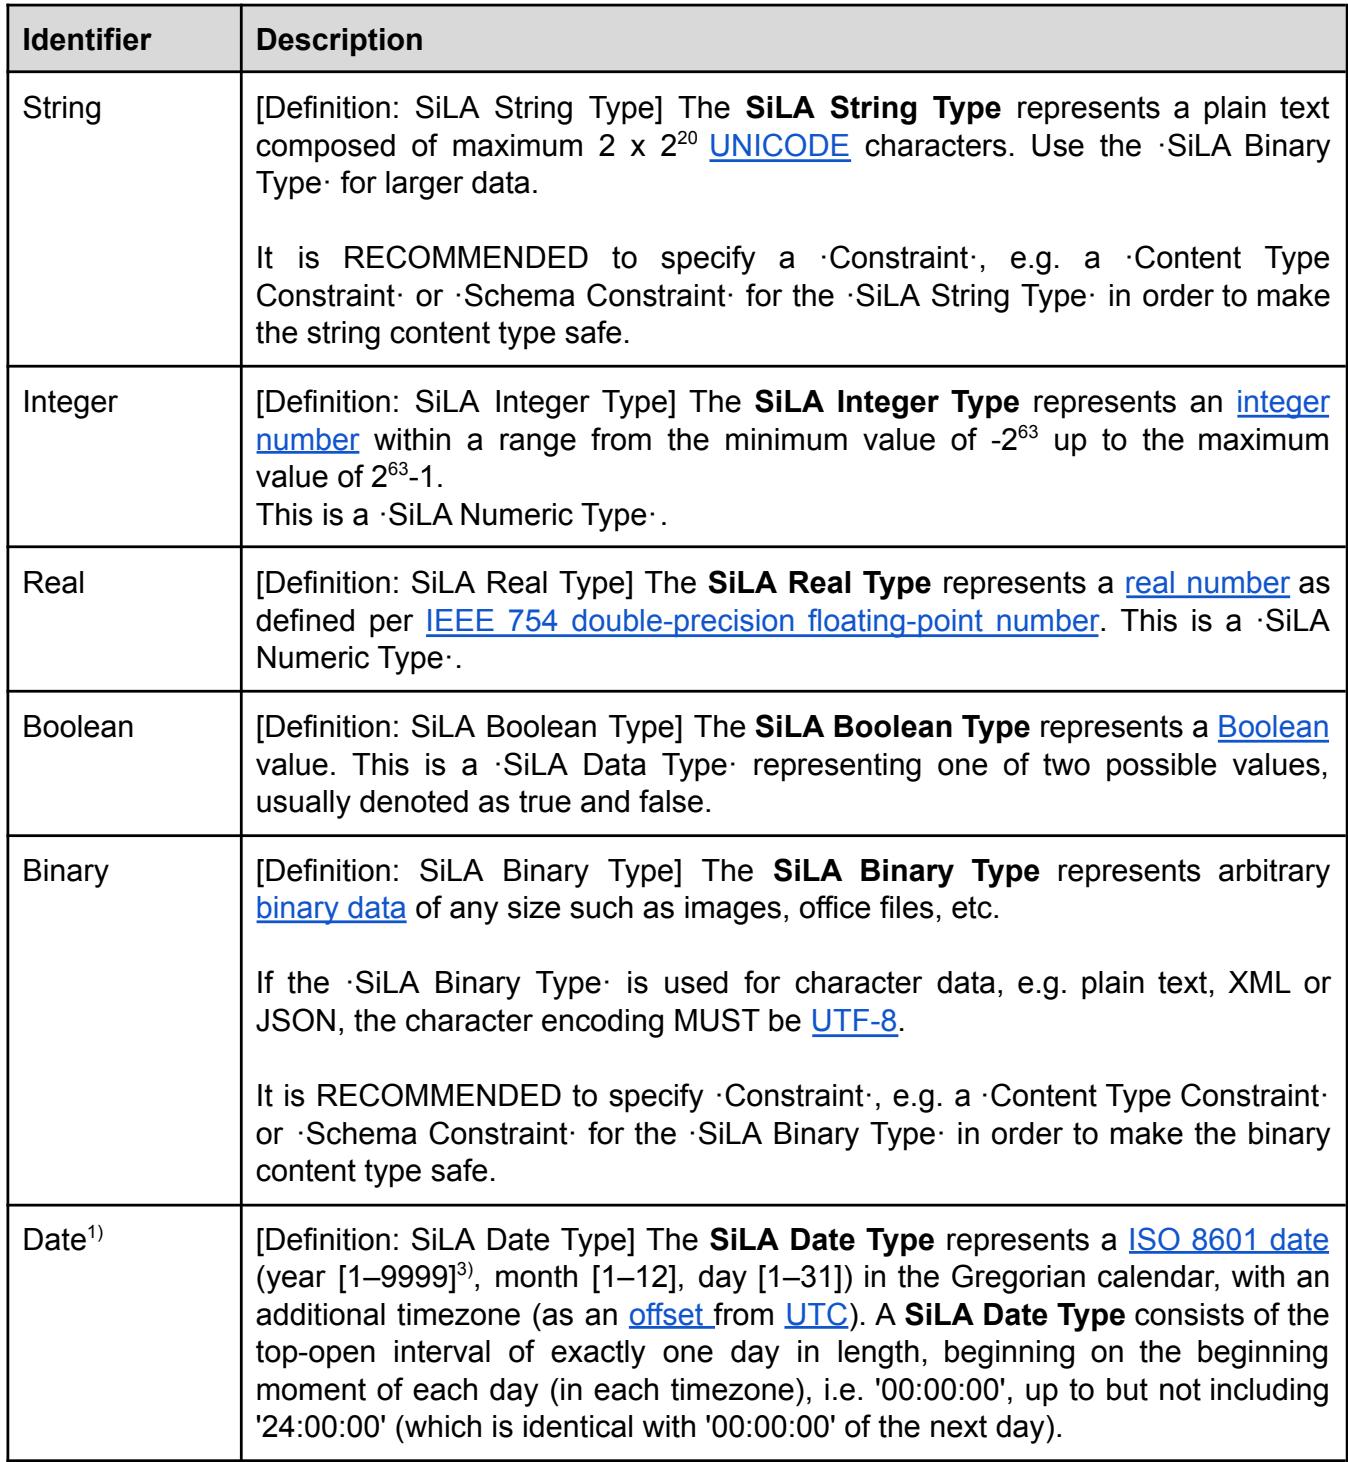 Identifier Description
String [Definition: SiLA String Type] The SiLA String Type represents a plain text
composed of maximum 2 x 2²⁰ UNICODE characters. Use the ·SiLA Binary
Type· for larger data.
It is RECOMMENDED to specify a ·Constraint·, e.g. a ·Content Type
Constraint· or ·Schema Constraint· for the ·SiLA String Type· in order to make
the string content type safe.
Integer [Definition: SiLA Integer Type] The SiLA Integer Type represents an integer
number within a range from the minimum value of -2⁶³ up to the maximum
value of 2⁶³-1.
This is a ·SiLA Numeric Type·.
Real [Definition: SiLA Real Type] The SiLA Real Type represents a real number as
defined per IEEE 754 double-precision floating-point number. This is a ·SiLA
Numeric Type·.
Boolean [Definition: SiLA Boolean Type] The SiLA Boolean Type represents a Boolean
value. This is a ·SiLA Data Type· representing one of two possible values,
usually denoted as true and false.
Binary [Definition: SiLA Binary Type] The SiLA Binary Type represents arbitrary
binary data of any size such as images, office files, etc.
If the ·SiLA Binary Type· is used for character data, e.g. plain text, XML or
JSON, the character encoding MUST be UTF-8.
It is RECOMMENDED to specify ·Constraint·, e.g. a ·Content Type Constraint·
or ·Schema Constraint· for the ·SiLA Binary Type· in order to make the binary
content type safe.
Date¹⁾ [Definition: SiLA Date Type] The SiLA Date Type represents a ISO 8601 date
(year [1–9999]³⁾, month [1–12], day [1–31]) in the Gregorian calendar, with an
additional timezone (as an offset from UTC). A SiLA Date Type consists of the
top-open interval of exactly one day in length, beginning on the beginning
moment of each day (in each timezone), i.e. '00:00:00', up to but not including
'24:00:00' (which is identical with '00:00:00' of the next day).